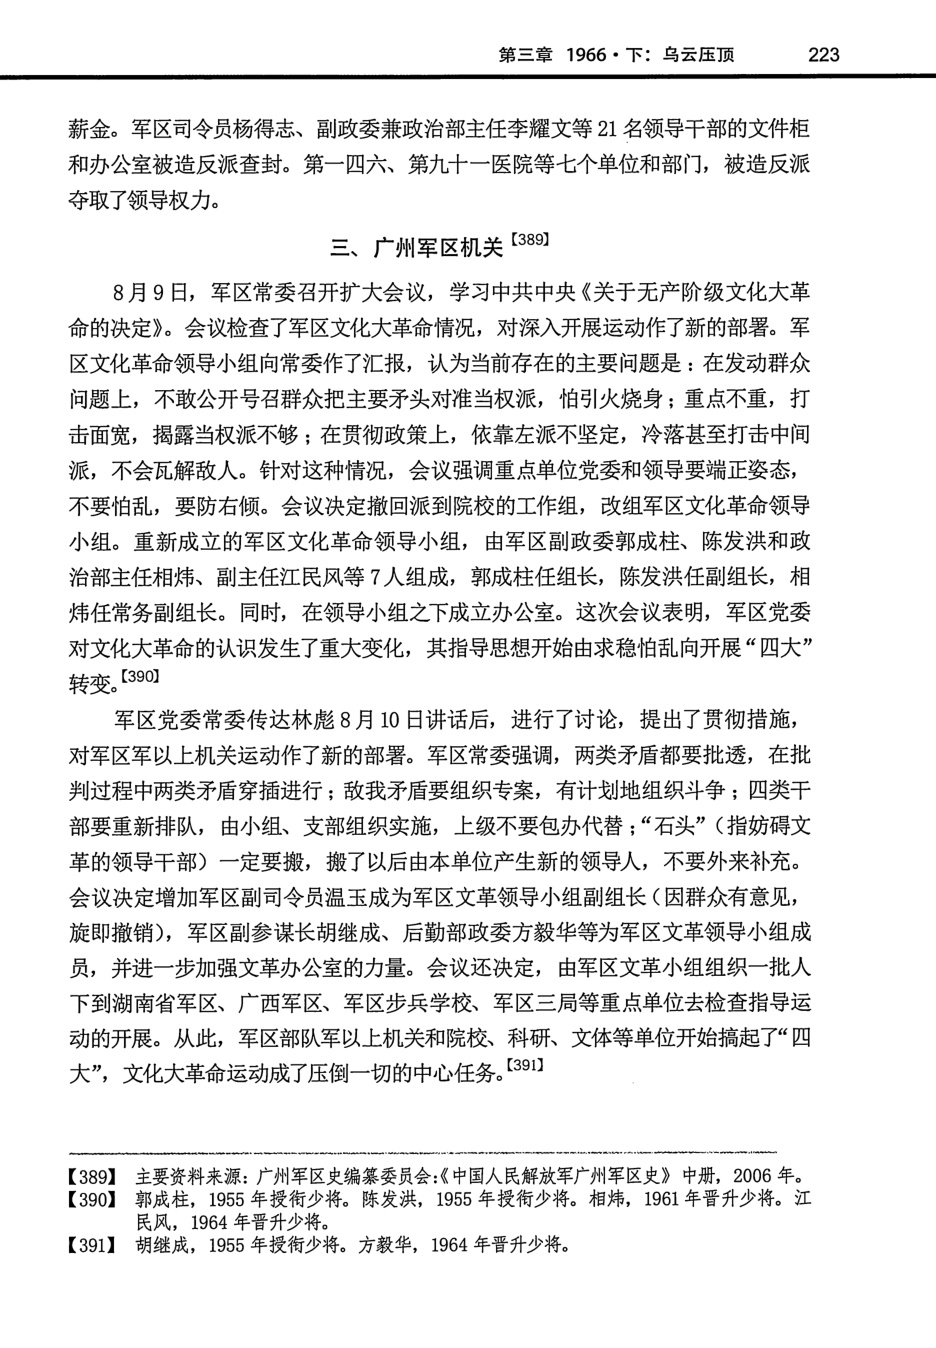 第三章 1966·下：乌云压顶 223
薪金。军区司令员杨得志、副政委兼政治部主任李耀文等 21 名领导干部的文件柜
和办公室被造反派查封。第一四六、第九十一医院等七个单位和部门，被造反派
夺取了领导权力。
三、广州军区机关【389】
8 月 9 日，军区常委召开扩大会议，学习中共中央《关于无产阶级文化大革
命的决定》。会议检查了军区文化大革命情况，对深入开展运动作了新的部署。军
区文化革命领导小组向常委作了汇报，认为当前存在的主要问题是：在发动群众
问题上，不敢公开号召群众把主要矛头对准当权派，怕引火烧身；重点不重，打
击面宽，揭露当权派不够；在贯彻政策上，依靠左派不坚定，冷落甚至打击中间
派，不会瓦解敌人。针对这种情况，会议强调重点单位党委和领导要端正姿态，
不要怕乱，要防右倾。会议决定撤回派到院校的工作组，改组军区文化革命领导
小组。重新成立的军区文化革命领导小组，由军区副政委郭成柱、陈发洪和政
治部主任相炜、副主任江民风等 7 人组成，郭成柱任组长，陈发洪任副组长，相
炜任常务副组长。同时，在领导小组之下成立办公室。这次会议表明，军区党委
对文化大革命的认识发生了重大变化，其指导思想开始由求稳怕乱向开展“四大”
转变。【390】
军区党委常委传达林彪 8 月 10 日讲话后，进行了讨论，提出了贯彻措施，
对军区军以上机关运动作了新的部署。军区常委强调，两类矛盾都要批透，在批
判过程中两类矛盾穿插进行；敌我矛盾要组织专案，有计划地组织斗争；四类干
部要重新排队，由小组、支部组织实施，上级不要包办代替；“石头”（指妨碍文
革的领导干部）一定要搬，搬了以后由本单位产生新的领导人，不要外来补充。
会议决定增加军区副司令员温玉成为军区文革领导小组副组长（因群众有意见，
旋即撤销），军区副参谋长胡继成、后勤部政委方毅华等为军区文革领导小组成
员，并进一步加强文革办公室的力量。会议还决定，由军区文革小组组织一批人
下到湖南省军区、广西军区、军区步兵学校、军区三局等重点单位去检查指导运
动的开展。从此，军区部队军以上机关和院校、科研、文体等单位开始搞起了“四
大”，文化大革命运动成了压倒一切的中心任务。【391】
【389】 主要资料来源：广州军区史编纂委员会：《中国人民解放军广州军区史》 中册，2006 年。
【390】 郭成柱，1955 年授衔少将。陈发洪，1955 年授衔少将。相炜，1961 年晋升少将。江
民风，1964 年晋升少将。
【391】 胡继成，1955 年授衔少将。方毅华，1964 年晋升少将。